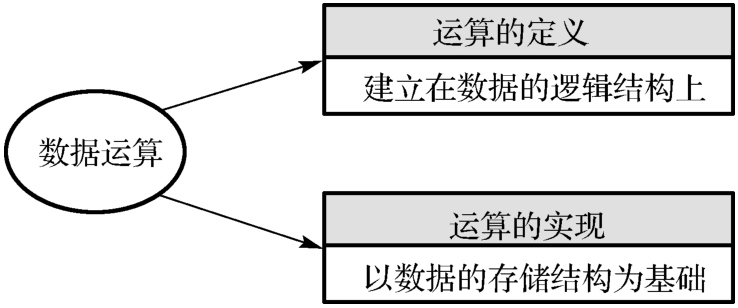 运算的定义
建立在数据的逻辑结构上
数据运算
运算的实现
以数据的存储结构为基础